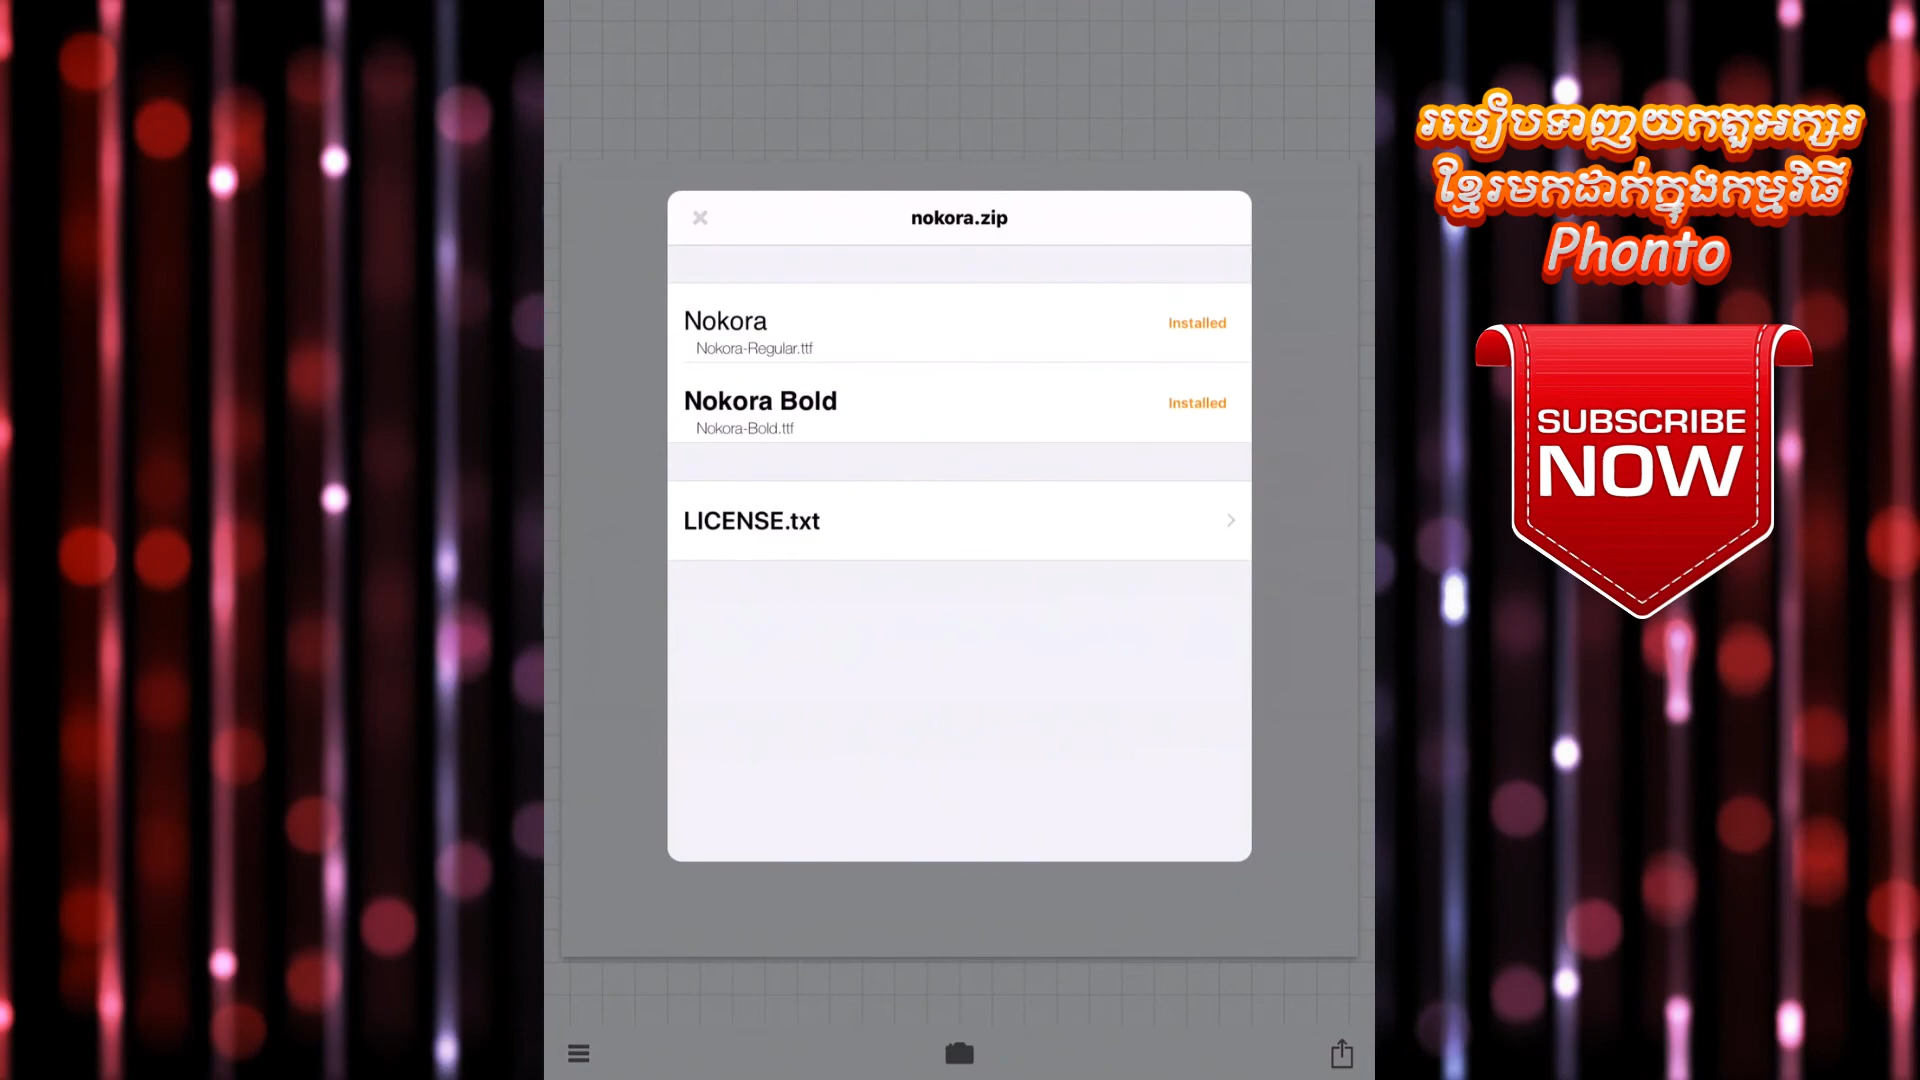 nokora.zip
Nokora
Installed
Nokora-Regular.ttf
Nokora Bold
Installed
Nokora-Bold.ttf
LICENSE.txt
របៀបទាញយកតួអក្សរ
ខ្មែរមកដាក់ក្នុងកម្មវិធី
Phonto
SUBSCRIBE
NOW